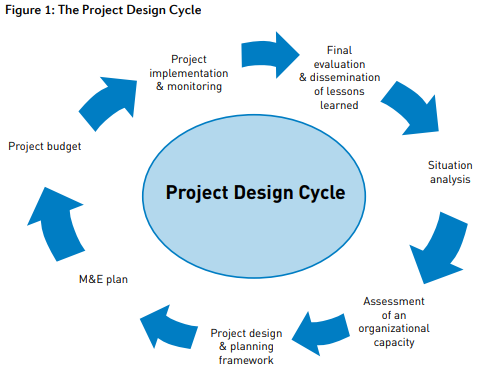 Figure 1: The Project Design Cycle
Project
implementation
& monitoring
Final
evaluation
& dissemination
of lessons
learned
Situation
analysis
Assessment
of an
organizational
capacity
Project design
& planning
framework
M&E plan
Project budget
Project Design Cycle